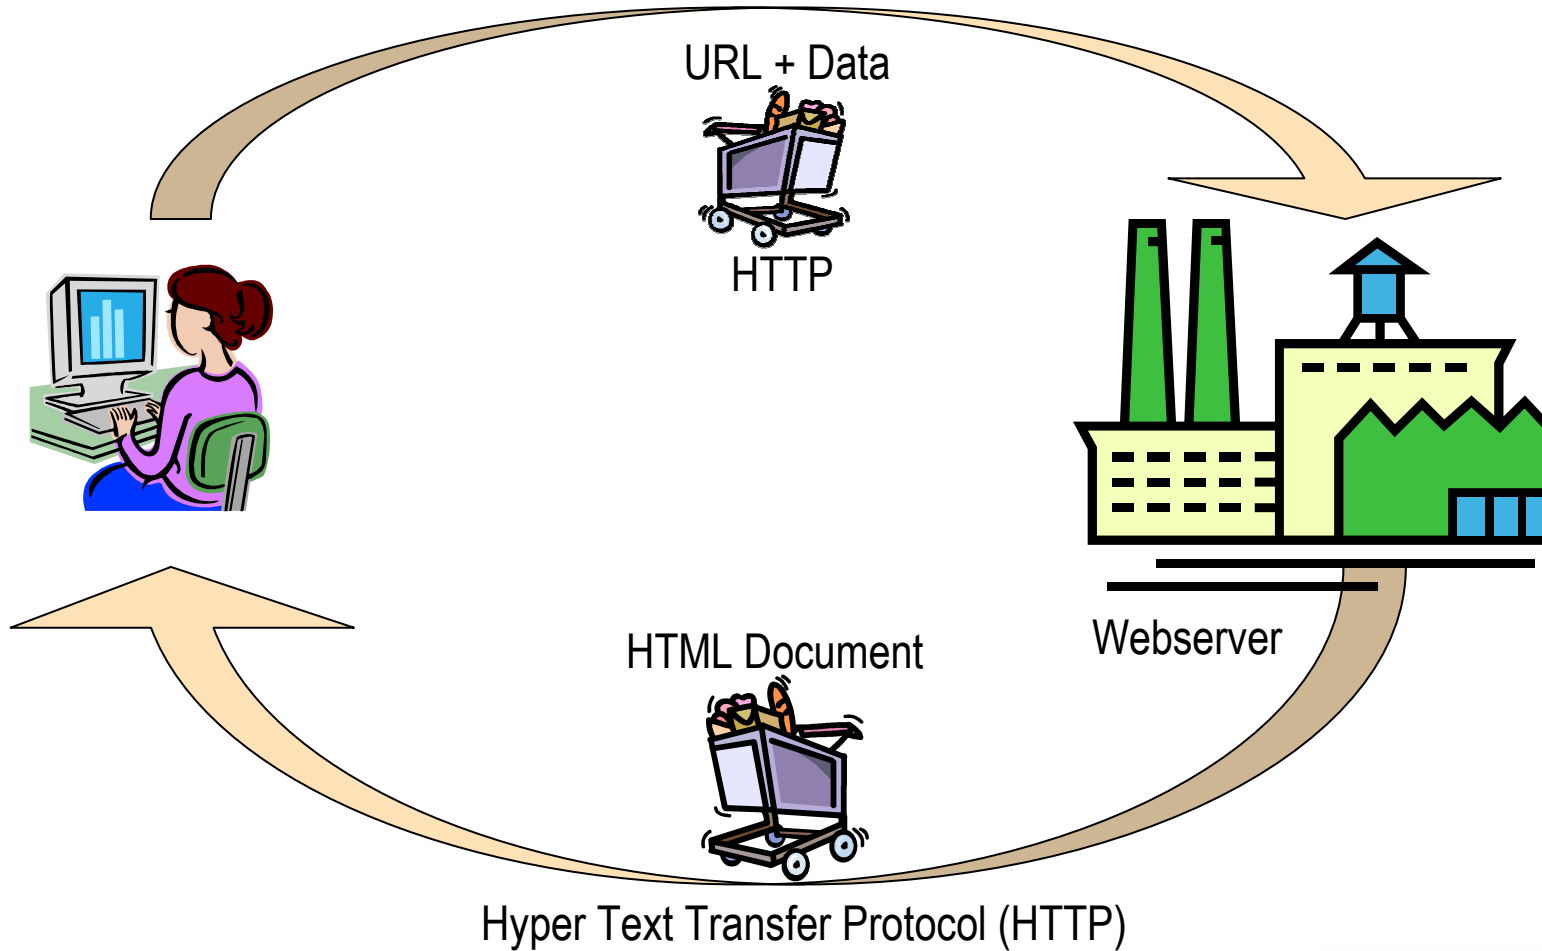 URL + Data
HTTP
Webserver
HTML Document
Hyper Text Transfer Protocol (HTTP)